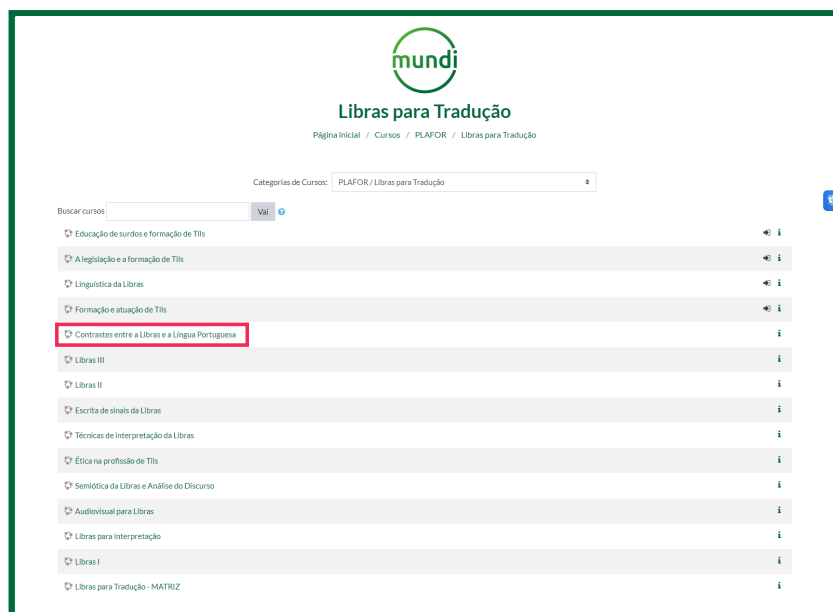 mundi
Libras para Tradução
Página inicial / Cursos / PLAFOR / Libras para Tradução
Categorias de Cursos: PLAFOR / Libras para Tradução
Buscar cursos Vai
Educação de surdos e formação de Tils
A legislação e a formação de Tils
Linguística da Libras
Formação e atuação de Tils
Contrastes entre a Libras e a Língua Portuguesa
Libras III
Libras II
Escrita de sinais da Libras
Técnicas de interpretação da Libras
Ética na profissão de Tils
Semiótica da Libras e Análise do Discurso
Audiovisual para Libras
Libras para interpretação
Libras I
Libras para Tradução - MATRIZ